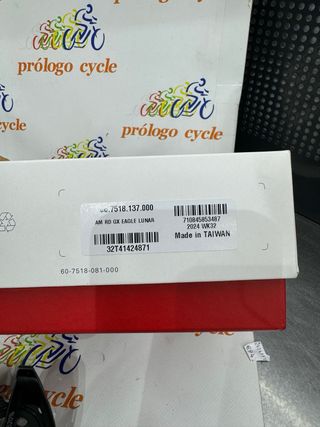 prólogo cycle
prólogo cycle
prólogo cycle
00.7518.137.000
AM RD GX EAGLE LUNAR
710845853487
2024 WK32
Made in TAIWAN
32T41424871
60-7518-081-000
cycle